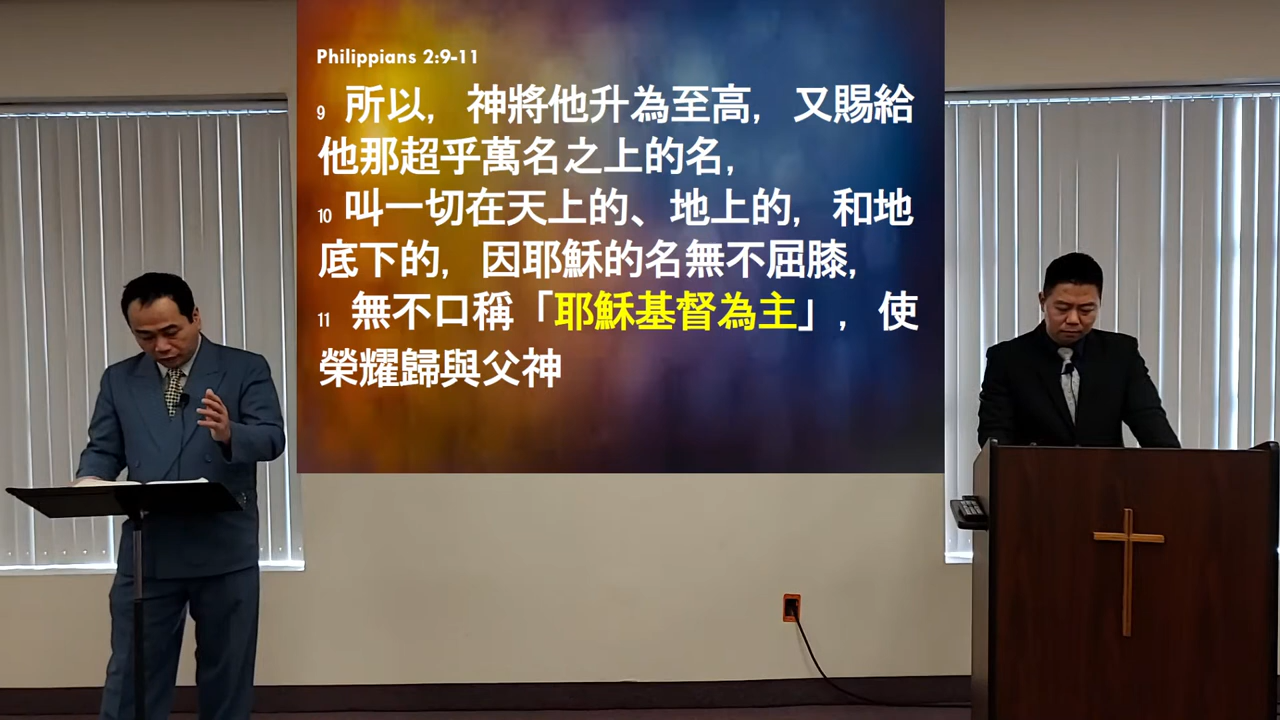 Philippians 2:9-11
9 所以, 神將他升為至高, 又賜給
他那超乎萬名之上的名,
10 叫一切在天上的、地上的, 和地
底下的, 因耶穌的名無不屈膝,
11 無不口稱「耶穌基督為主」, 使
榮耀歸與父神